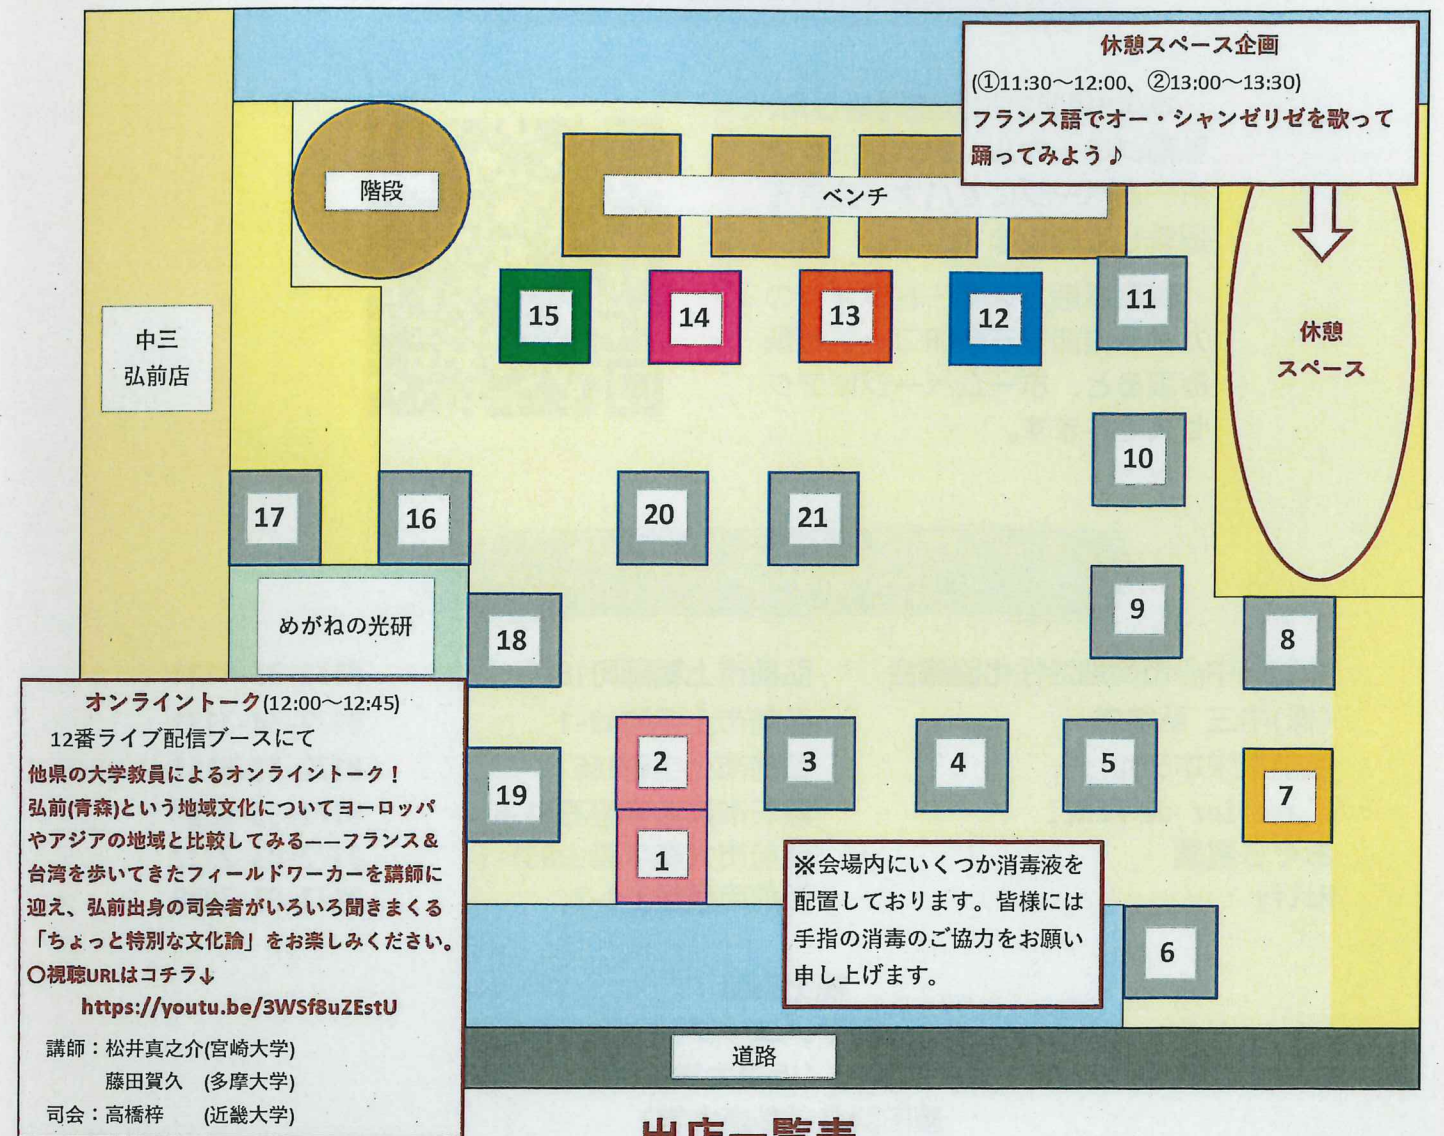 休憩スペース企画
(①11:30～12:00、②13:00～13:30)
フランス語でオー・シャンゼリゼを歌って
踊ってみよう♪
階段
ベンチ
15
14
13
12
11
中三
弘前店
休憩
スペース
10
17
16
20
21
9
8
めがねの光研
18
オンライントーク(12:00～12:45)
12番ライブ配信ブースにて
他県の大学教員によるオンライントーク！
弘前(青森)という地域文化についてヨーロッパ
やアジアの地域と比較してみる――フランス＆
台湾を歩いてきたフィールドワーカーを講師に
迎え、弘前出身の司会者がいろいろ聞きまくる
「ちょっと特別な文化論」をお楽しみください。
〇視聴URLはコチラ↓
https://youtu.be/3WSf8uZEstU
講師：松井真之介(宮崎大学)
藤田賀久 (多摩大学)
司会：高橋梓 (近畿大学)
19
2
3
4
5
7
1
※会場内にいくつか消毒液を
配置しております。皆様には
手指の消毒のご協力をお願い
申し上げます。
6
道路
出店一覧表